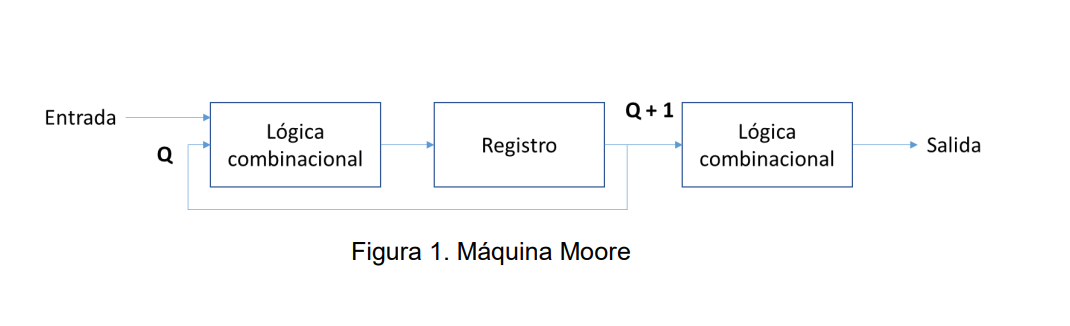 Entrada
Q
Lógica
combinacional
Registro
Q + 1
Lógica
combinacional
Salida
Figura 1. Máquina Moore